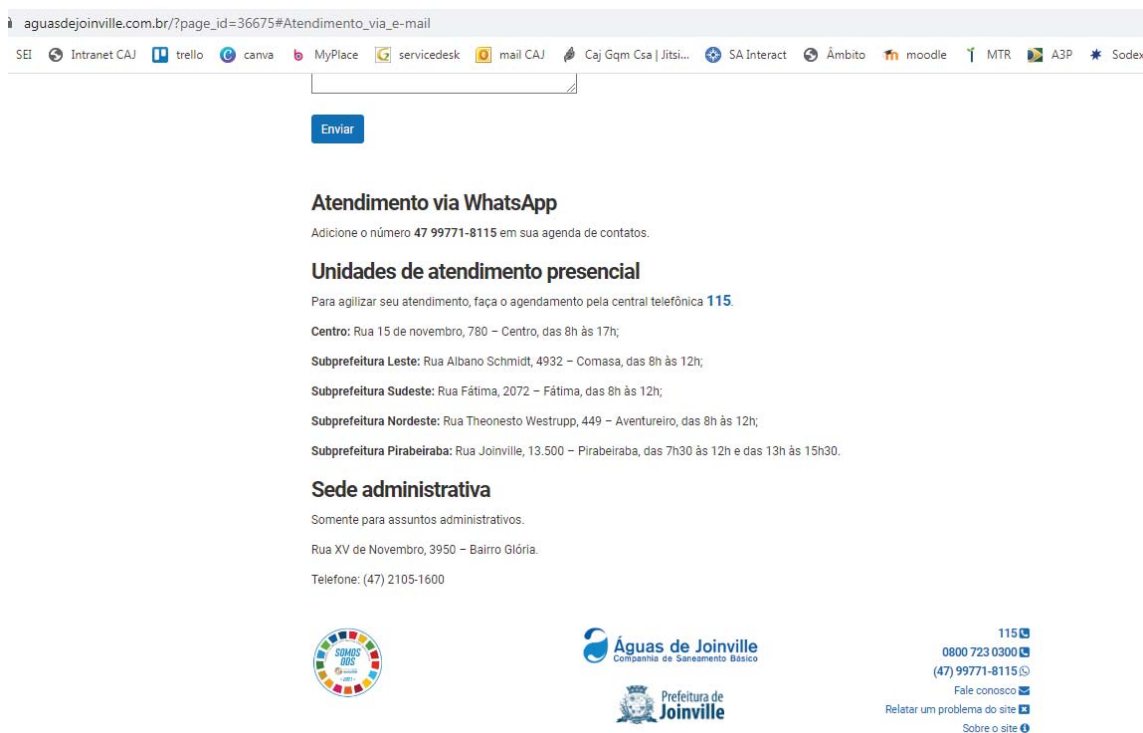 aguasdejoinville.com.br/?page_id=36675#Atendimento_via_e-mail
SEI Intranet CAJ trello canva MyPlace servicedesk mail CAJ Caj Gqm Csa | Jitsi... SA Interact Âmbito moodle MTR A3P Sodex
Enviar
Atendimento via WhatsApp
Adicione o número 47 99771-8115 em sua agenda de contatos.
Unidades de atendimento presencial
Para agilizar seu atendimento, faça o agendamento pela central telefônica 115.
Centro: Rua 15 de novembro, 780 – Centro, das 8h às 17h;
Subprefeitura Leste: Rua Albano Schmidt, 4932 – Comasa, das 8h às 12h;
Subprefeitura Sudeste: Rua Fátima, 2072 – Fátima, das 8h às 12h;
Subprefeitura Nordeste: Rua Theonesto Westrupp, 449 – Aventureiro, das 8h às 12h;
Subprefeitura Pirabeiraba: Rua Joinville, 13.500 – Pirabeiraba, das 7h30 às 12h e das 13h às 15h30.
Sede administrativa
Somente para assuntos administrativos.
Rua XV de Novembro, 3950 – Bairro Glória.
Telefone: (47) 2105-1600
SOMOS
ODS
Águas de Joinville
Companhia de Saneamento Básico
Prefeitura de
Joinville
115
0800 723 0300
(47) 99771-8115
Fale conosco
Relatar um problema do site
Sobre o site